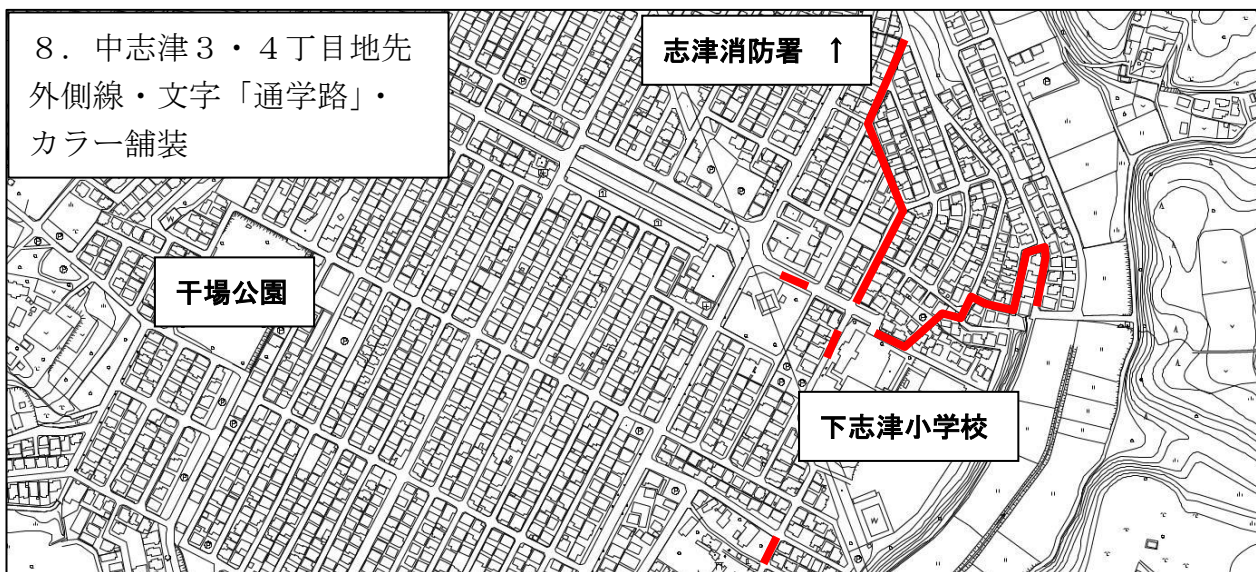 ８．中志津３・４丁目地先
外側線・文字「通学路」・
カラー舗装
志津消防署　↑
干場公園
下志津小学校